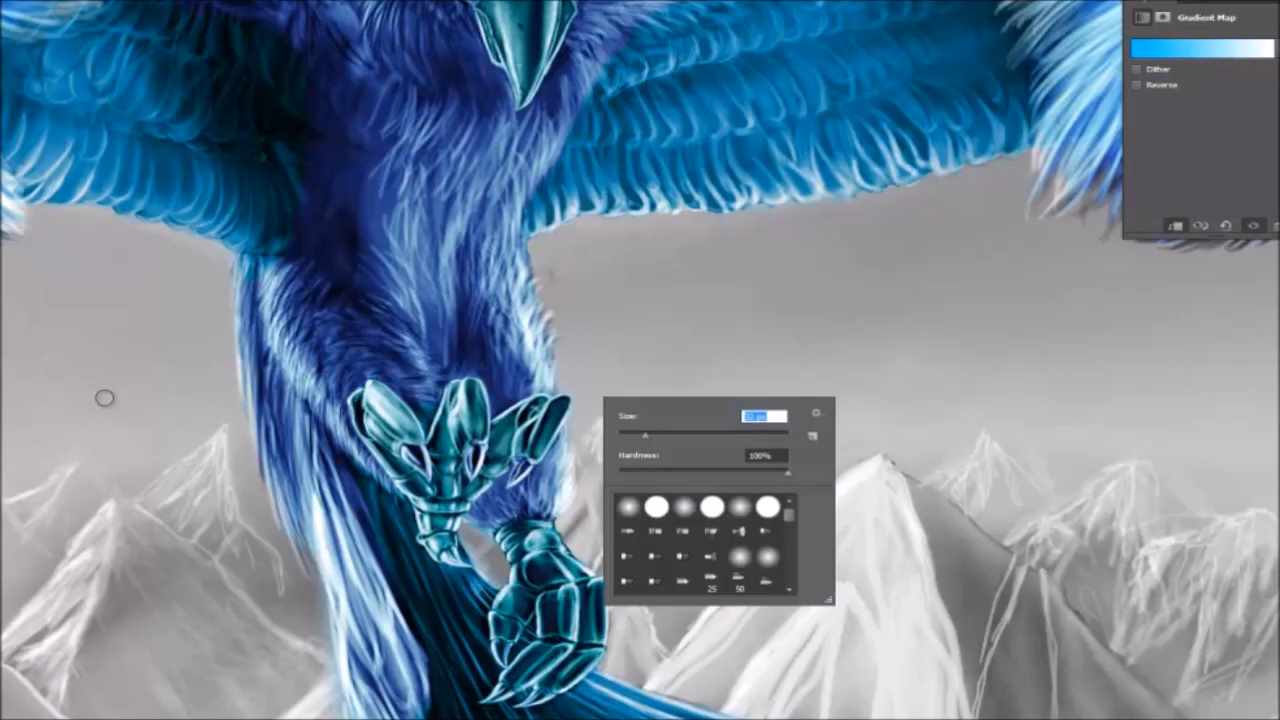 Gradient Map
Dither
Reverse
Size:
Hardness:
100%
25
50